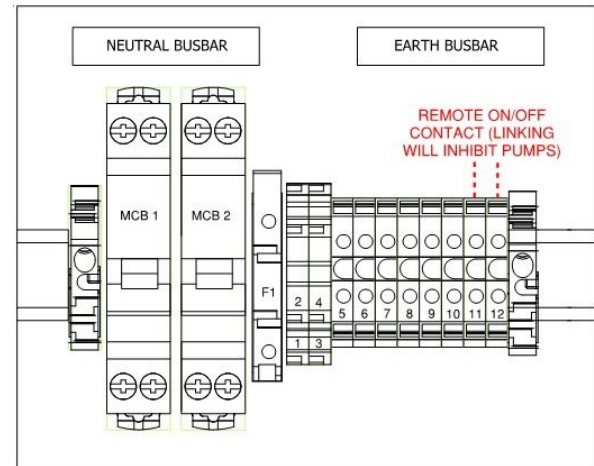 NEUTRAL BUSBAR
EARTH BUSBAR
REMOTE ON/OFF
CONTACT (LINKING
WILL INHIBIT PUMPS)
MCB 1
MCB 2
F1
2 4
1 3
5 6 7 8 9 10 11 12